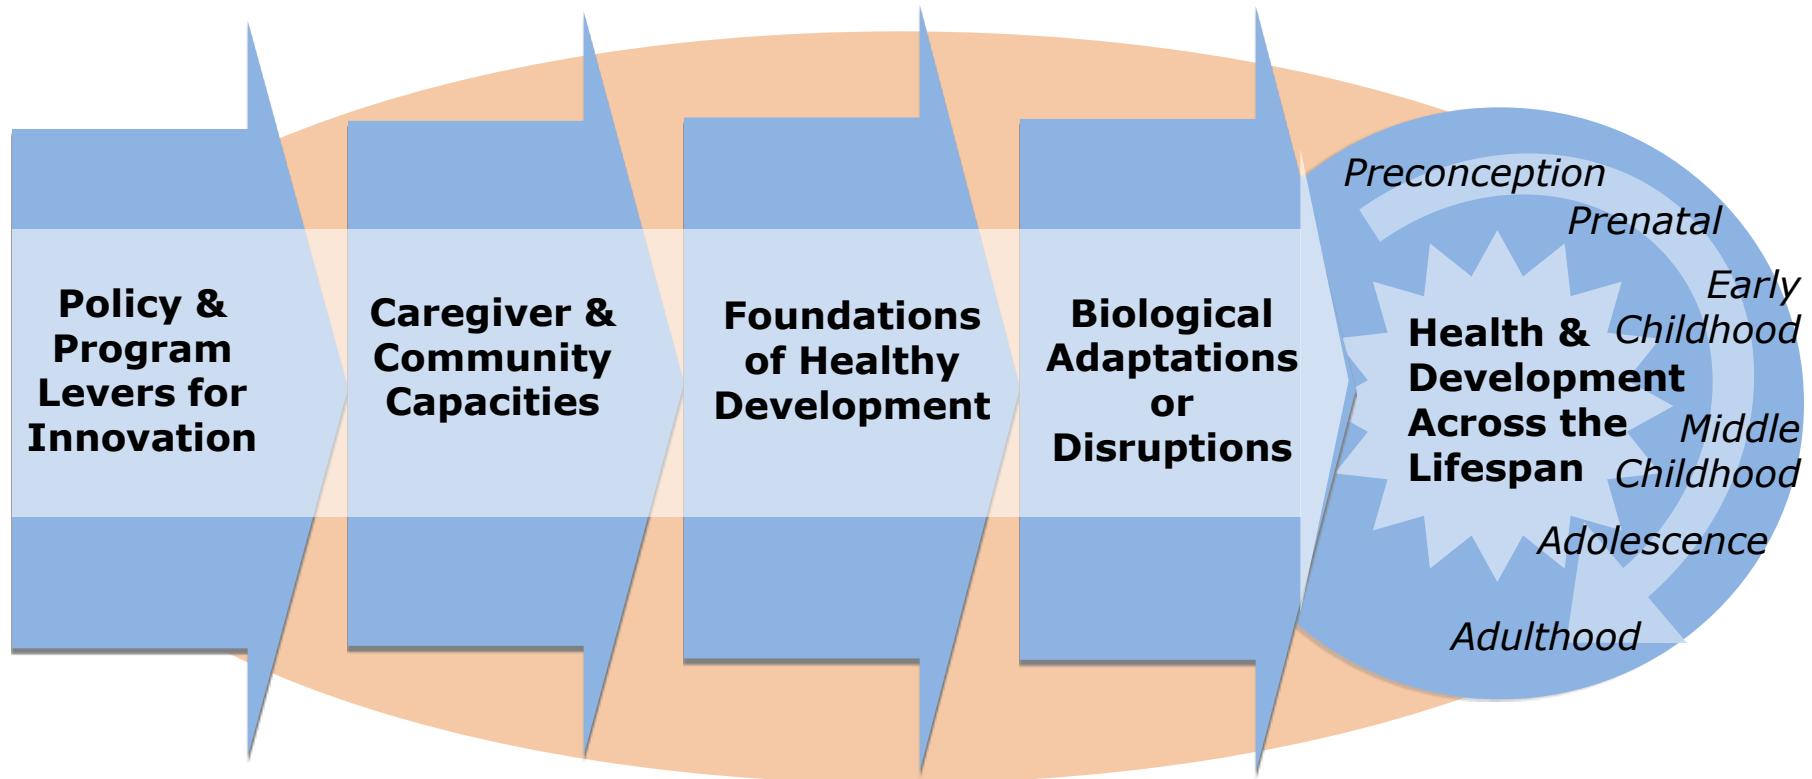 Policy &
Program
Levers for
Innovation
Caregiver &
Community
Capacities
Foundations
of Healthy
Development
Biological
Adaptations
or
Disruptions
Health &
Development
Across the
Lifespan
Preconception
Prenatal
Early
Childhood
Middle
Childhood
Adolescence
Adulthood